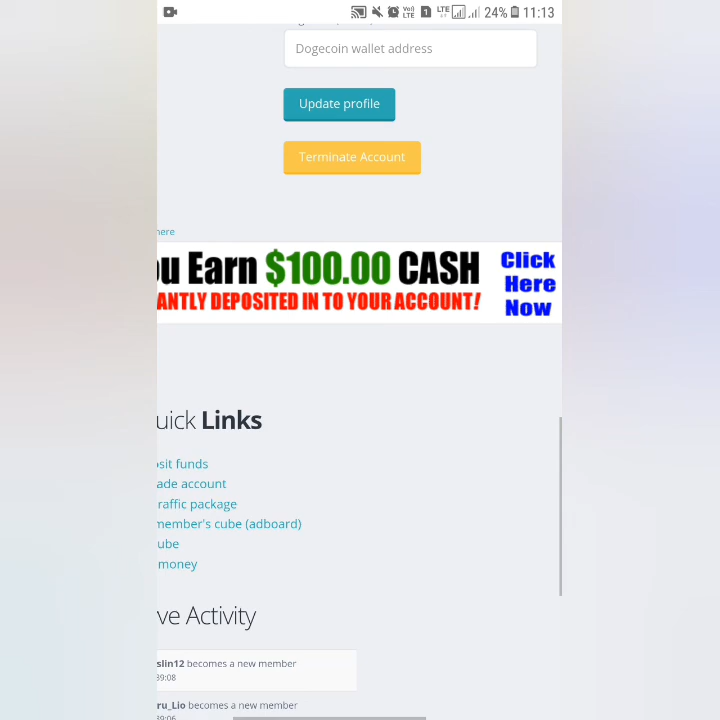 24% 11:13
Dogecoin wallet address
Update profile
Terminate Account
here
u Earn $100.00 CASH
ANTLY DEPOSITED IN TO YOUR ACCOUNT!
Click
Here
Now
uick Links
sit funds
ade account
raffic package
member's cube (adboard)
ube
money
ve Activity
slin12 becomes a new member
39:08
ru_Lio becomes a new member
39:06